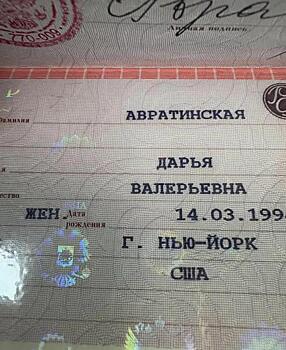 Личная подпись
АВРАТИНСКАЯ
ДАРЬЯ
ВАЛЕРЬЕВНА
ЖЕН. Дата рождения 14.03.199
Г. НЬЮ-ЙОРК
США